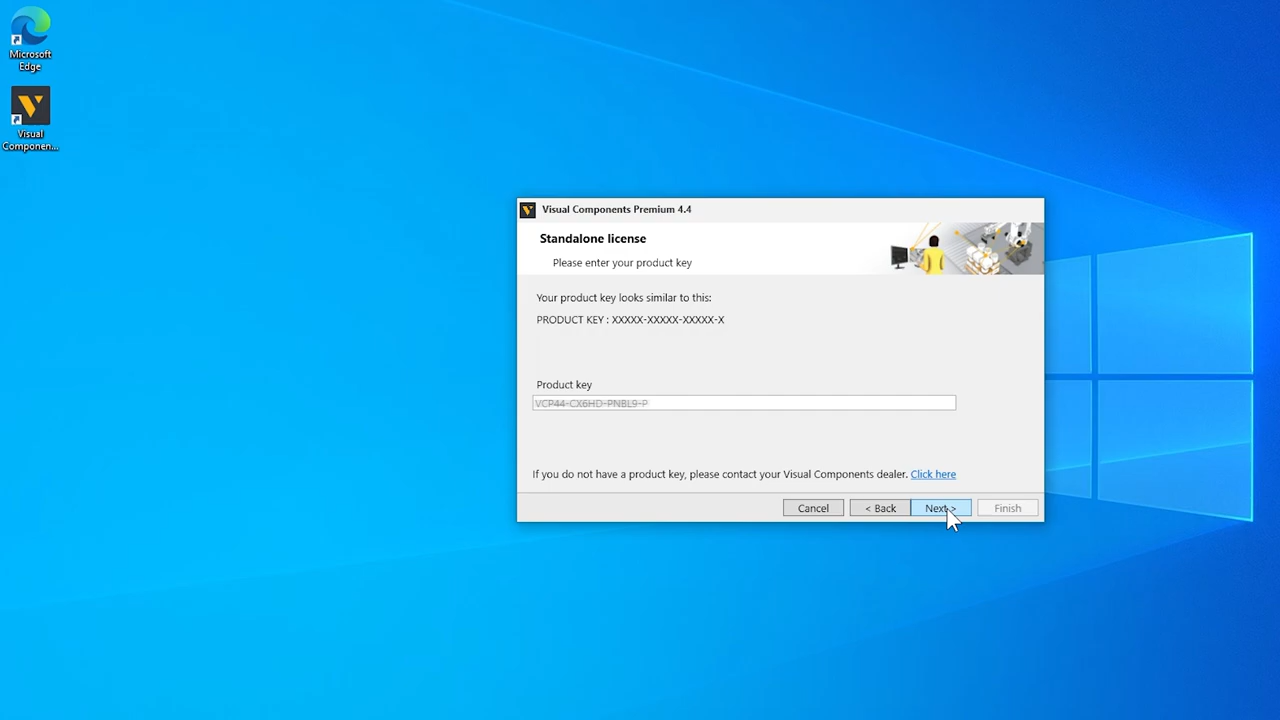 Microsoft
Edge
Visual
Componen...
Visual Components Premium 4.4
Standalone license
Please enter your product key
Your product key looks similar to this:
PRODUCT KEY : XXXXX-XXXXX-XXXXX-X
Product key
If you do not have a product key, please contact your Visual Components dealer. Click here
Cancel
< Back
Next >
Finish